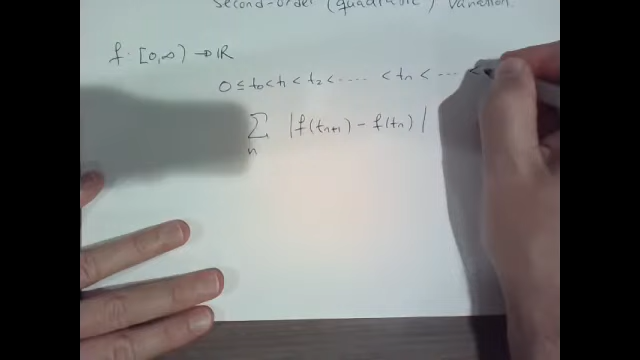 second-order (quadratic) variation.
f : [0,∞) → ℝ
0 ≤ t₀ < t₁ < t₂ < .... < tₙ < ... <
∑ₙ |f(tₙ₊₁) - f(tₙ)|